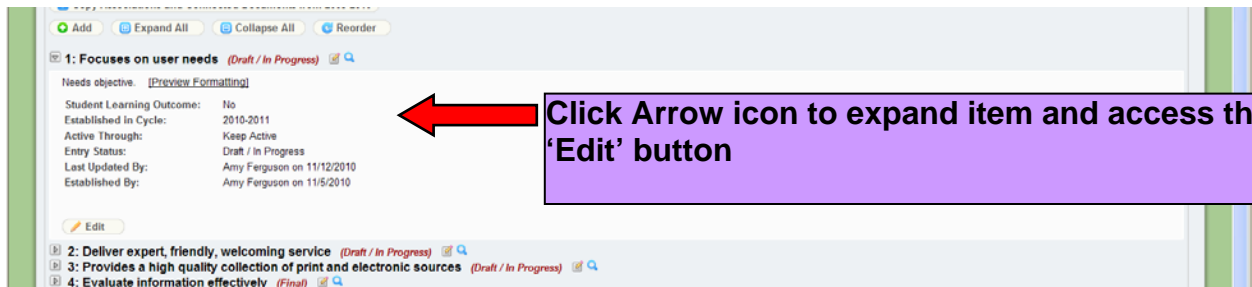 Add Expand All Collapse All Reorder
1: Focuses on user needs (Draft / In Progress)
Needs objective. [Preview Formatting]
Student Learning Outcome: No
Established in Cycle: 2010-2011
Active Through: Keep Active
Entry Status: Draft / In Progress
Last Updated By: Amy Ferguson on 11/12/2010
Established By: Amy Ferguson on 11/5/2010
Click Arrow icon to expand item and access th
‘Edit’ button
Edit
2: Deliver expert, friendly, welcoming service (Draft / In Progress)
3: Provides a high quality collection of print and electronic sources (Draft / In Progress)
4: Evaluate information effectively (Final)